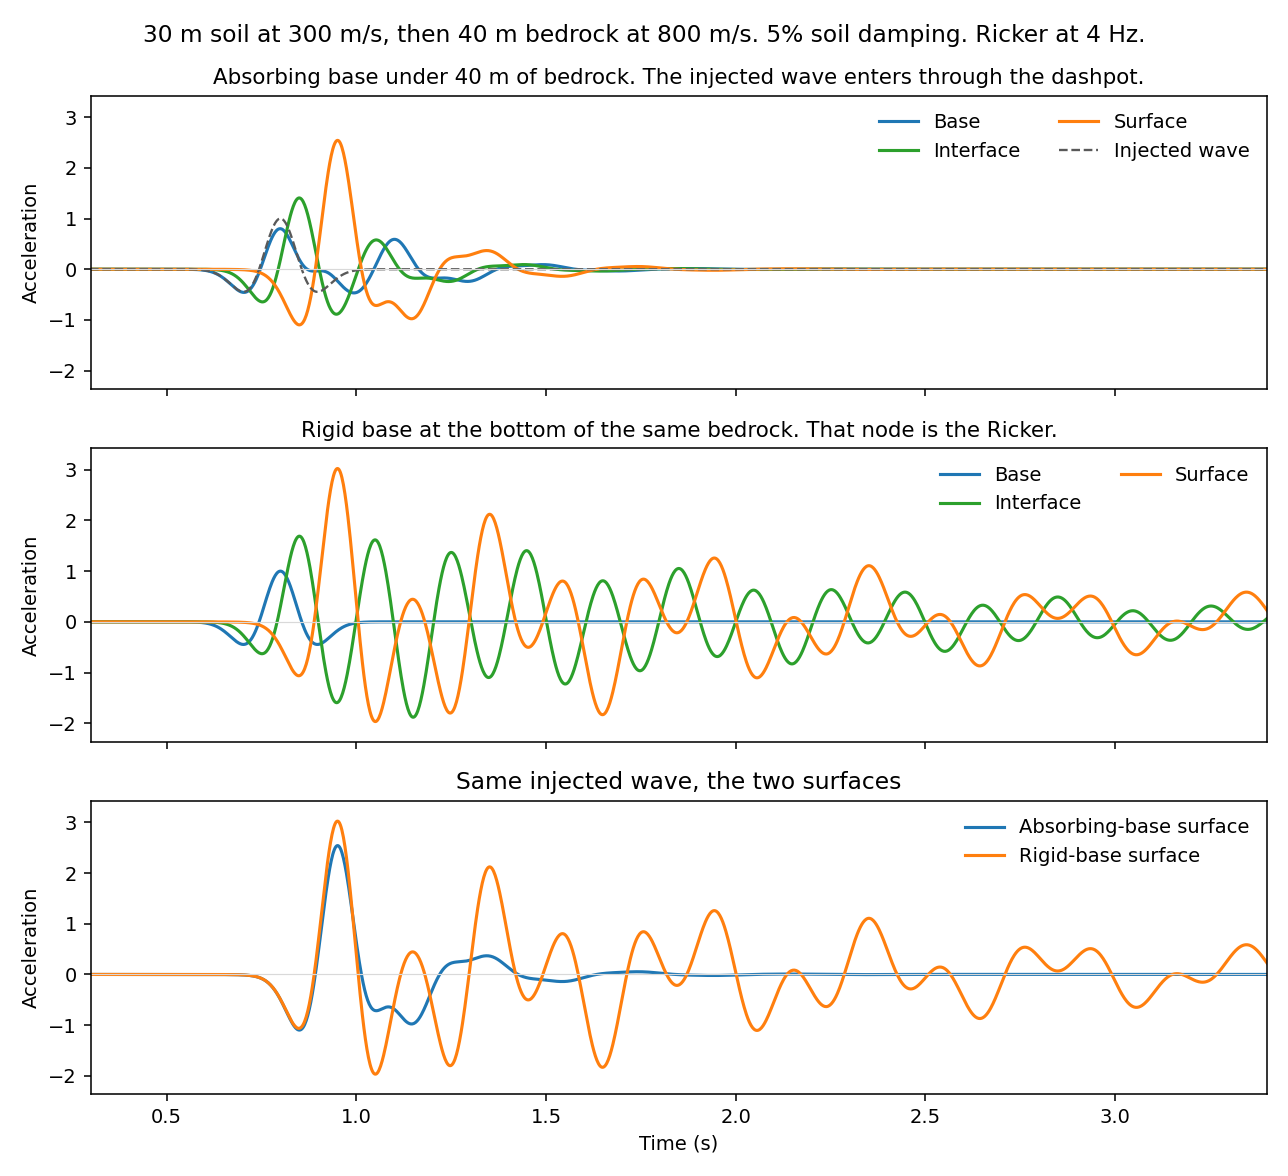 30 m soil at 300 m/s, then 40 m bedrock at 800 m/s. 5% soil damping. Ricker at 4 Hz.
Absorbing base under 40 m of bedrock. The injected wave enters through the dashpot.
Base
Interface
Surface
Injected wave
Acceleration
3
2
1
0
−1
−2
Rigid base at the bottom of the same bedrock. That node is the Ricker.
Base
Interface
Surface
Acceleration
3
2
1
0
−1
−2
Same injected wave, the two surfaces
Absorbing-base surface
Rigid-base surface
Acceleration
3
2
1
0
−1
−2
0.5 1.0 1.5 2.0 2.5 3.0
Time (s)